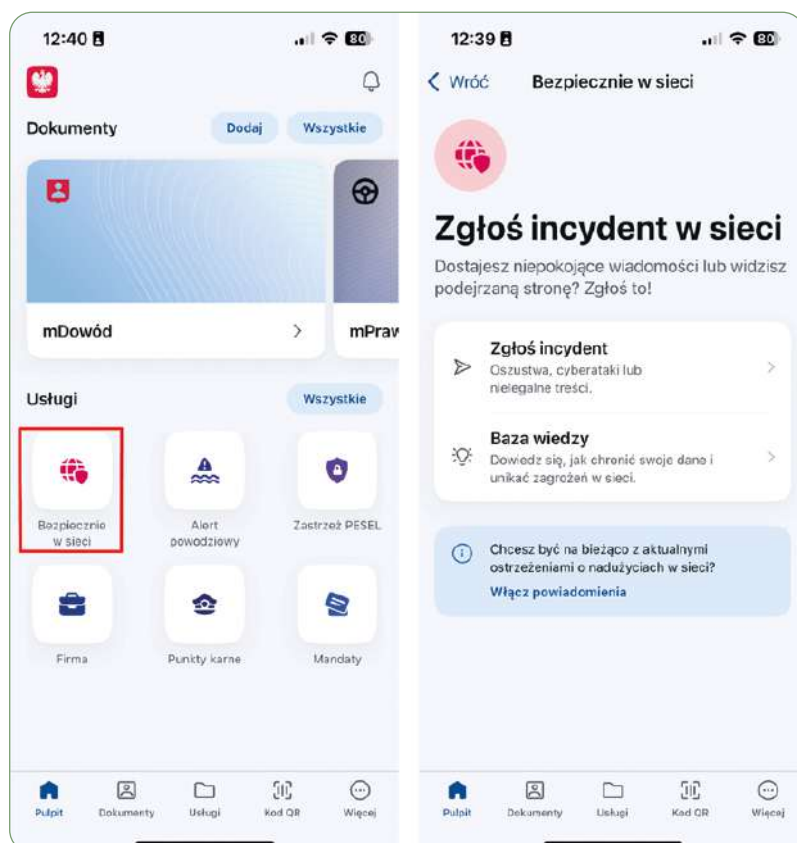 12:40
80
Dokumenty
Dodaj
Wszystkie
mDowód
mPraw
Usługi
Wszystkie
Bezpiecznie
w sieci
Alert
powodziowy
Zastrzeż PESEL
Firma
Punkty karne
Mandaty
Pulpit
Dokumenty
Usługi
Kod QR
Więcej
12:39
80
Wróć
Bezpiecznie w sieci
Zgłoś incydent w sieci
Dostajesz niepokojące wiadomości lub widzisz
podejrzaną stronę? Zgłoś to!
Zgłoś incydent
Oszustwa, cyberataki lub
nielegalne treści.
Baza wiedzy
Dowiedz się, jak chronić swoje dane i
unikać zagrożeń w sieci.
Chcesz być na bieżąco z aktualnymi
ostrzeżeniami o nadużyciach w sieci?
Włącz powiadomienia
Pulpit
Dokumenty
Usługi
Kod QR
Więcej